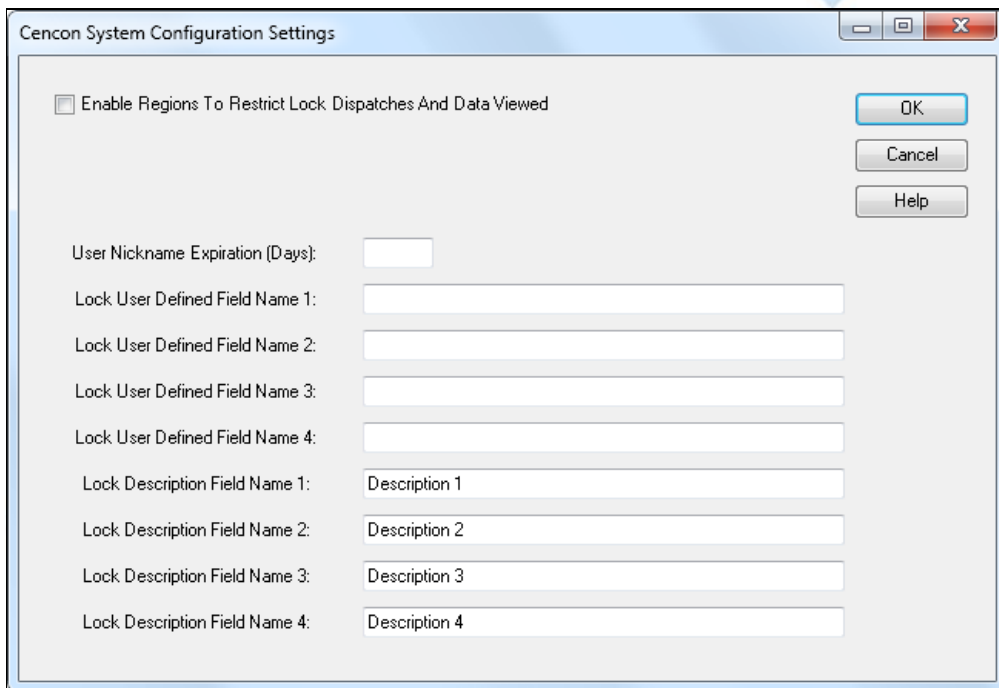 Cencon System Configuration Settings
Enable Regions To Restrict Lock Dispatches And Data Viewed
OK
Cancel
Help
User Nickname Expiration (Days):
Lock User Defined Field Name 1:
Lock User Defined Field Name 2:
Lock User Defined Field Name 3:
Lock User Defined Field Name 4:
Lock Description Field Name 1: Description 1
Lock Description Field Name 2: Description 2
Lock Description Field Name 3: Description 3
Lock Description Field Name 4: Description 4